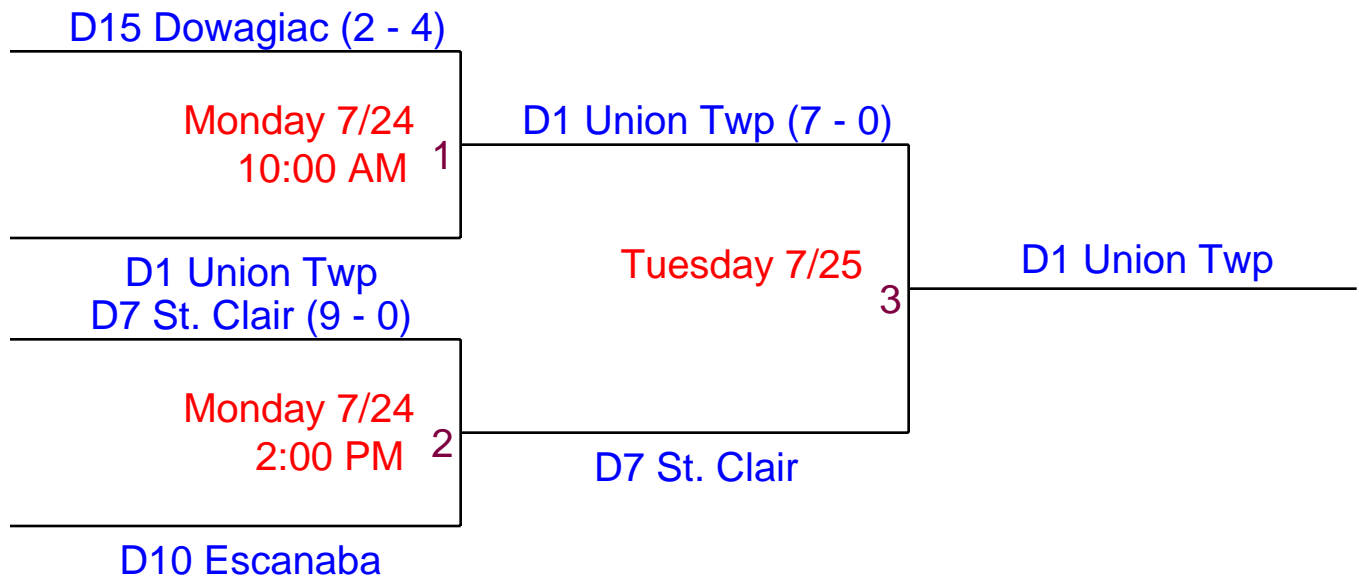 D15 Dowagiac (2 - 4)
Monday 7/24
10:00 AM
1
D1 Union Twp
D7 St. Clair (9 - 0)
Monday 7/24
2:00 PM
2
D10 Escanaba
D1 Union Twp (7 - 0)
Tuesday 7/25
3
D7 St. Clair
D1 Union Twp